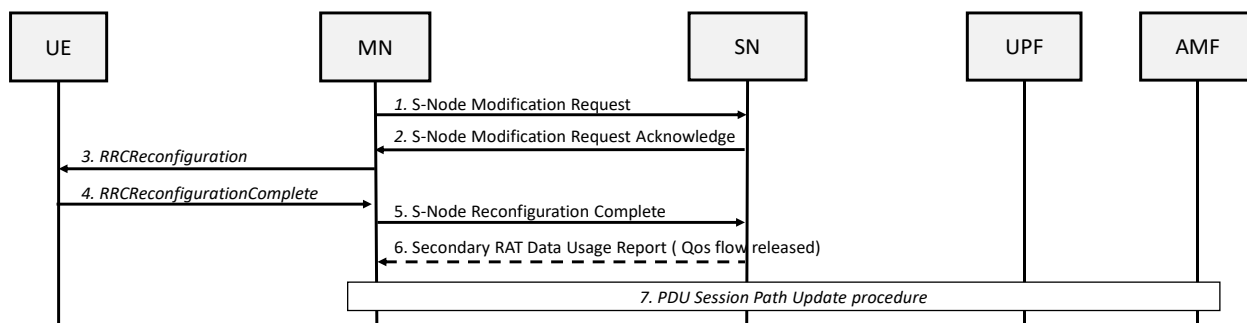 UE
MN
SN
UPF
AMF
1. S-Node Modification Request
2. S-Node Modification Request Acknowledge
3. RRCReconfiguration
4. RRCReconfigurationComplete
5. S-Node Reconfiguration Complete
6. Secondary RAT Data Usage Report ( Qos flow released)
7. PDU Session Path Update procedure